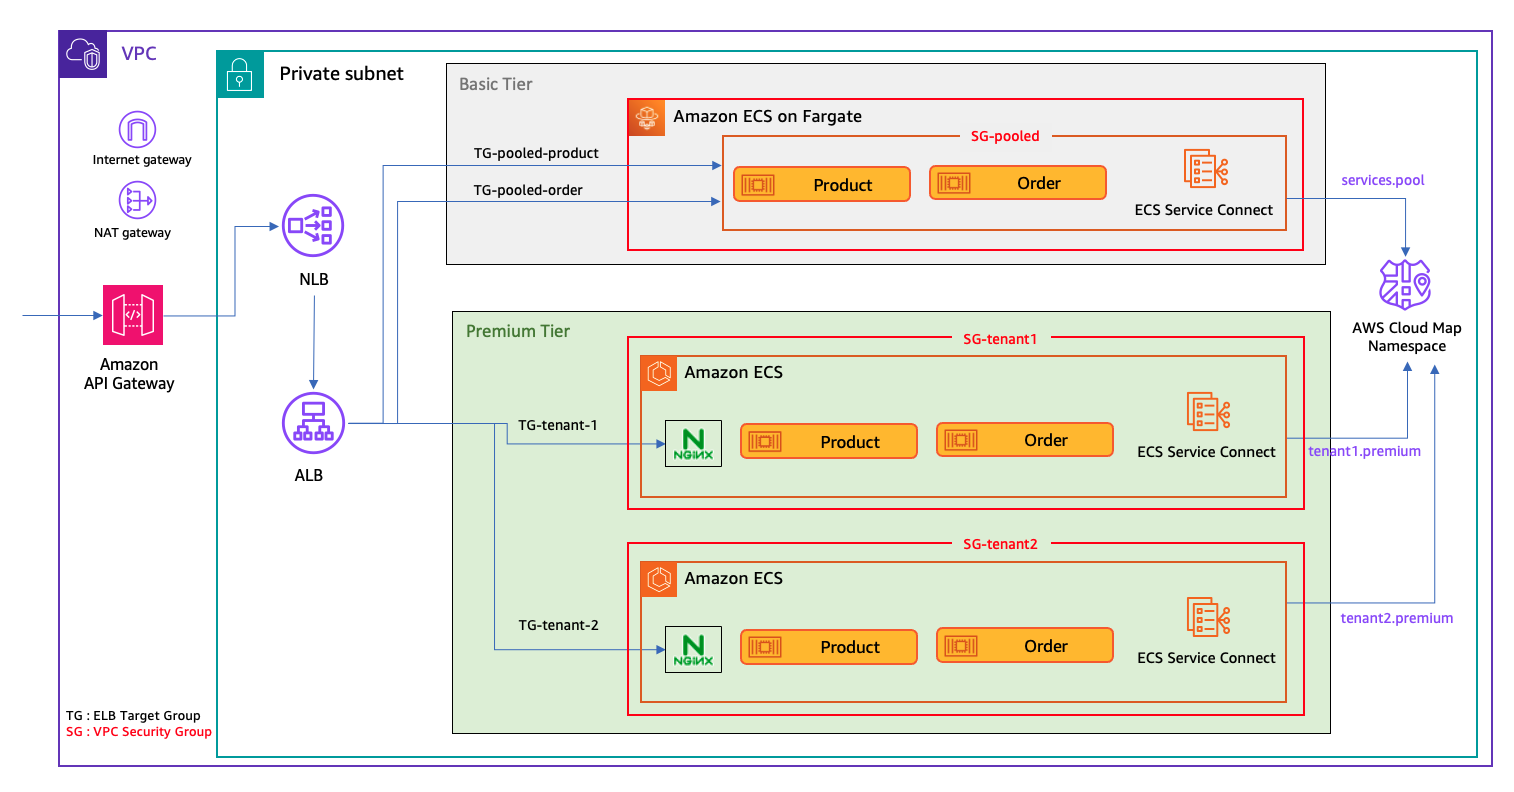 VPC
Private subnet
Internet gateway
NAT gateway
Amazon
API Gateway
NLB
ALB
Basic Tier
Amazon ECS on Fargate
SG-pooled
TG-pooled-product
TG-pooled-order
Product
Order
ECS Service Connect
services.pool
AWS Cloud Map
Namespace
Premium Tier
SG-tenant1
Amazon ECS
TG-tenant-1
NGINX
Product
Order
ECS Service Connect
tenant1.premium
SG-tenant2
Amazon ECS
TG-tenant-2
NGINX
Product
Order
ECS Service Connect
tenant2.premium
TG : ELB Target Group
SG : VPC Security Group